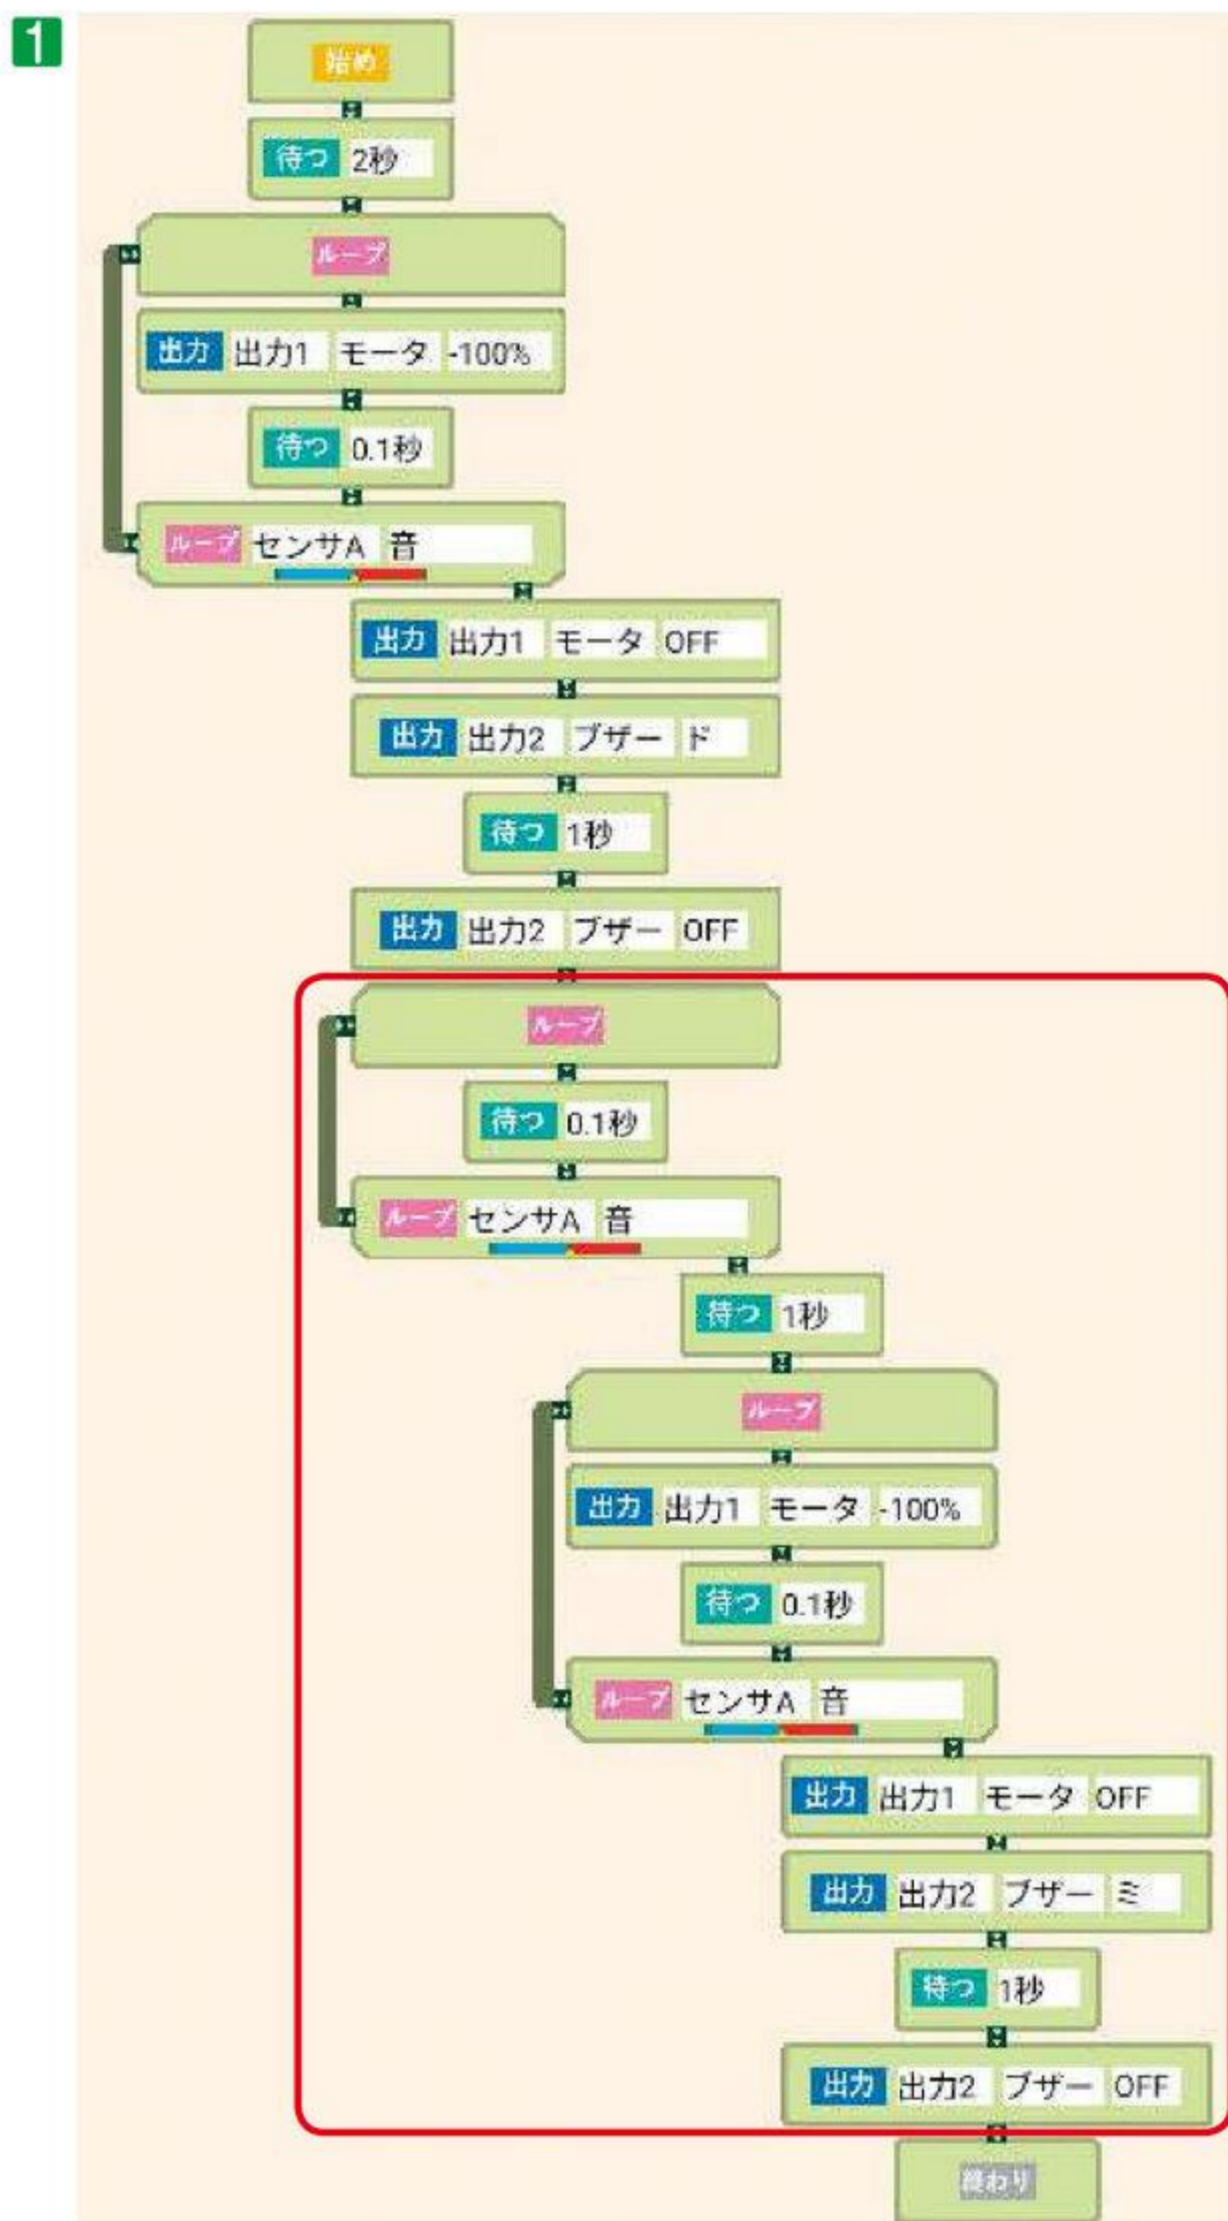 1
始め
待つ 2秒
ループ
出力 出力1 モータ -100%
待つ 0.1秒
ループ センサA 音
出力 出力1 モータ OFF
出力 出力2 ブザー ド
待つ 1秒
出力 出力2 ブザー OFF
ループ
待つ 0.1秒
ループ センサA 音
待つ 1秒
ループ
出力 出力1 モータ -100%
待つ 0.1秒
ループ センサA 音
出力 出力1 モータ OFF
出力 出力2 ブザー ミ
待つ 1秒
出力 出力2 ブザー OFF
終わり